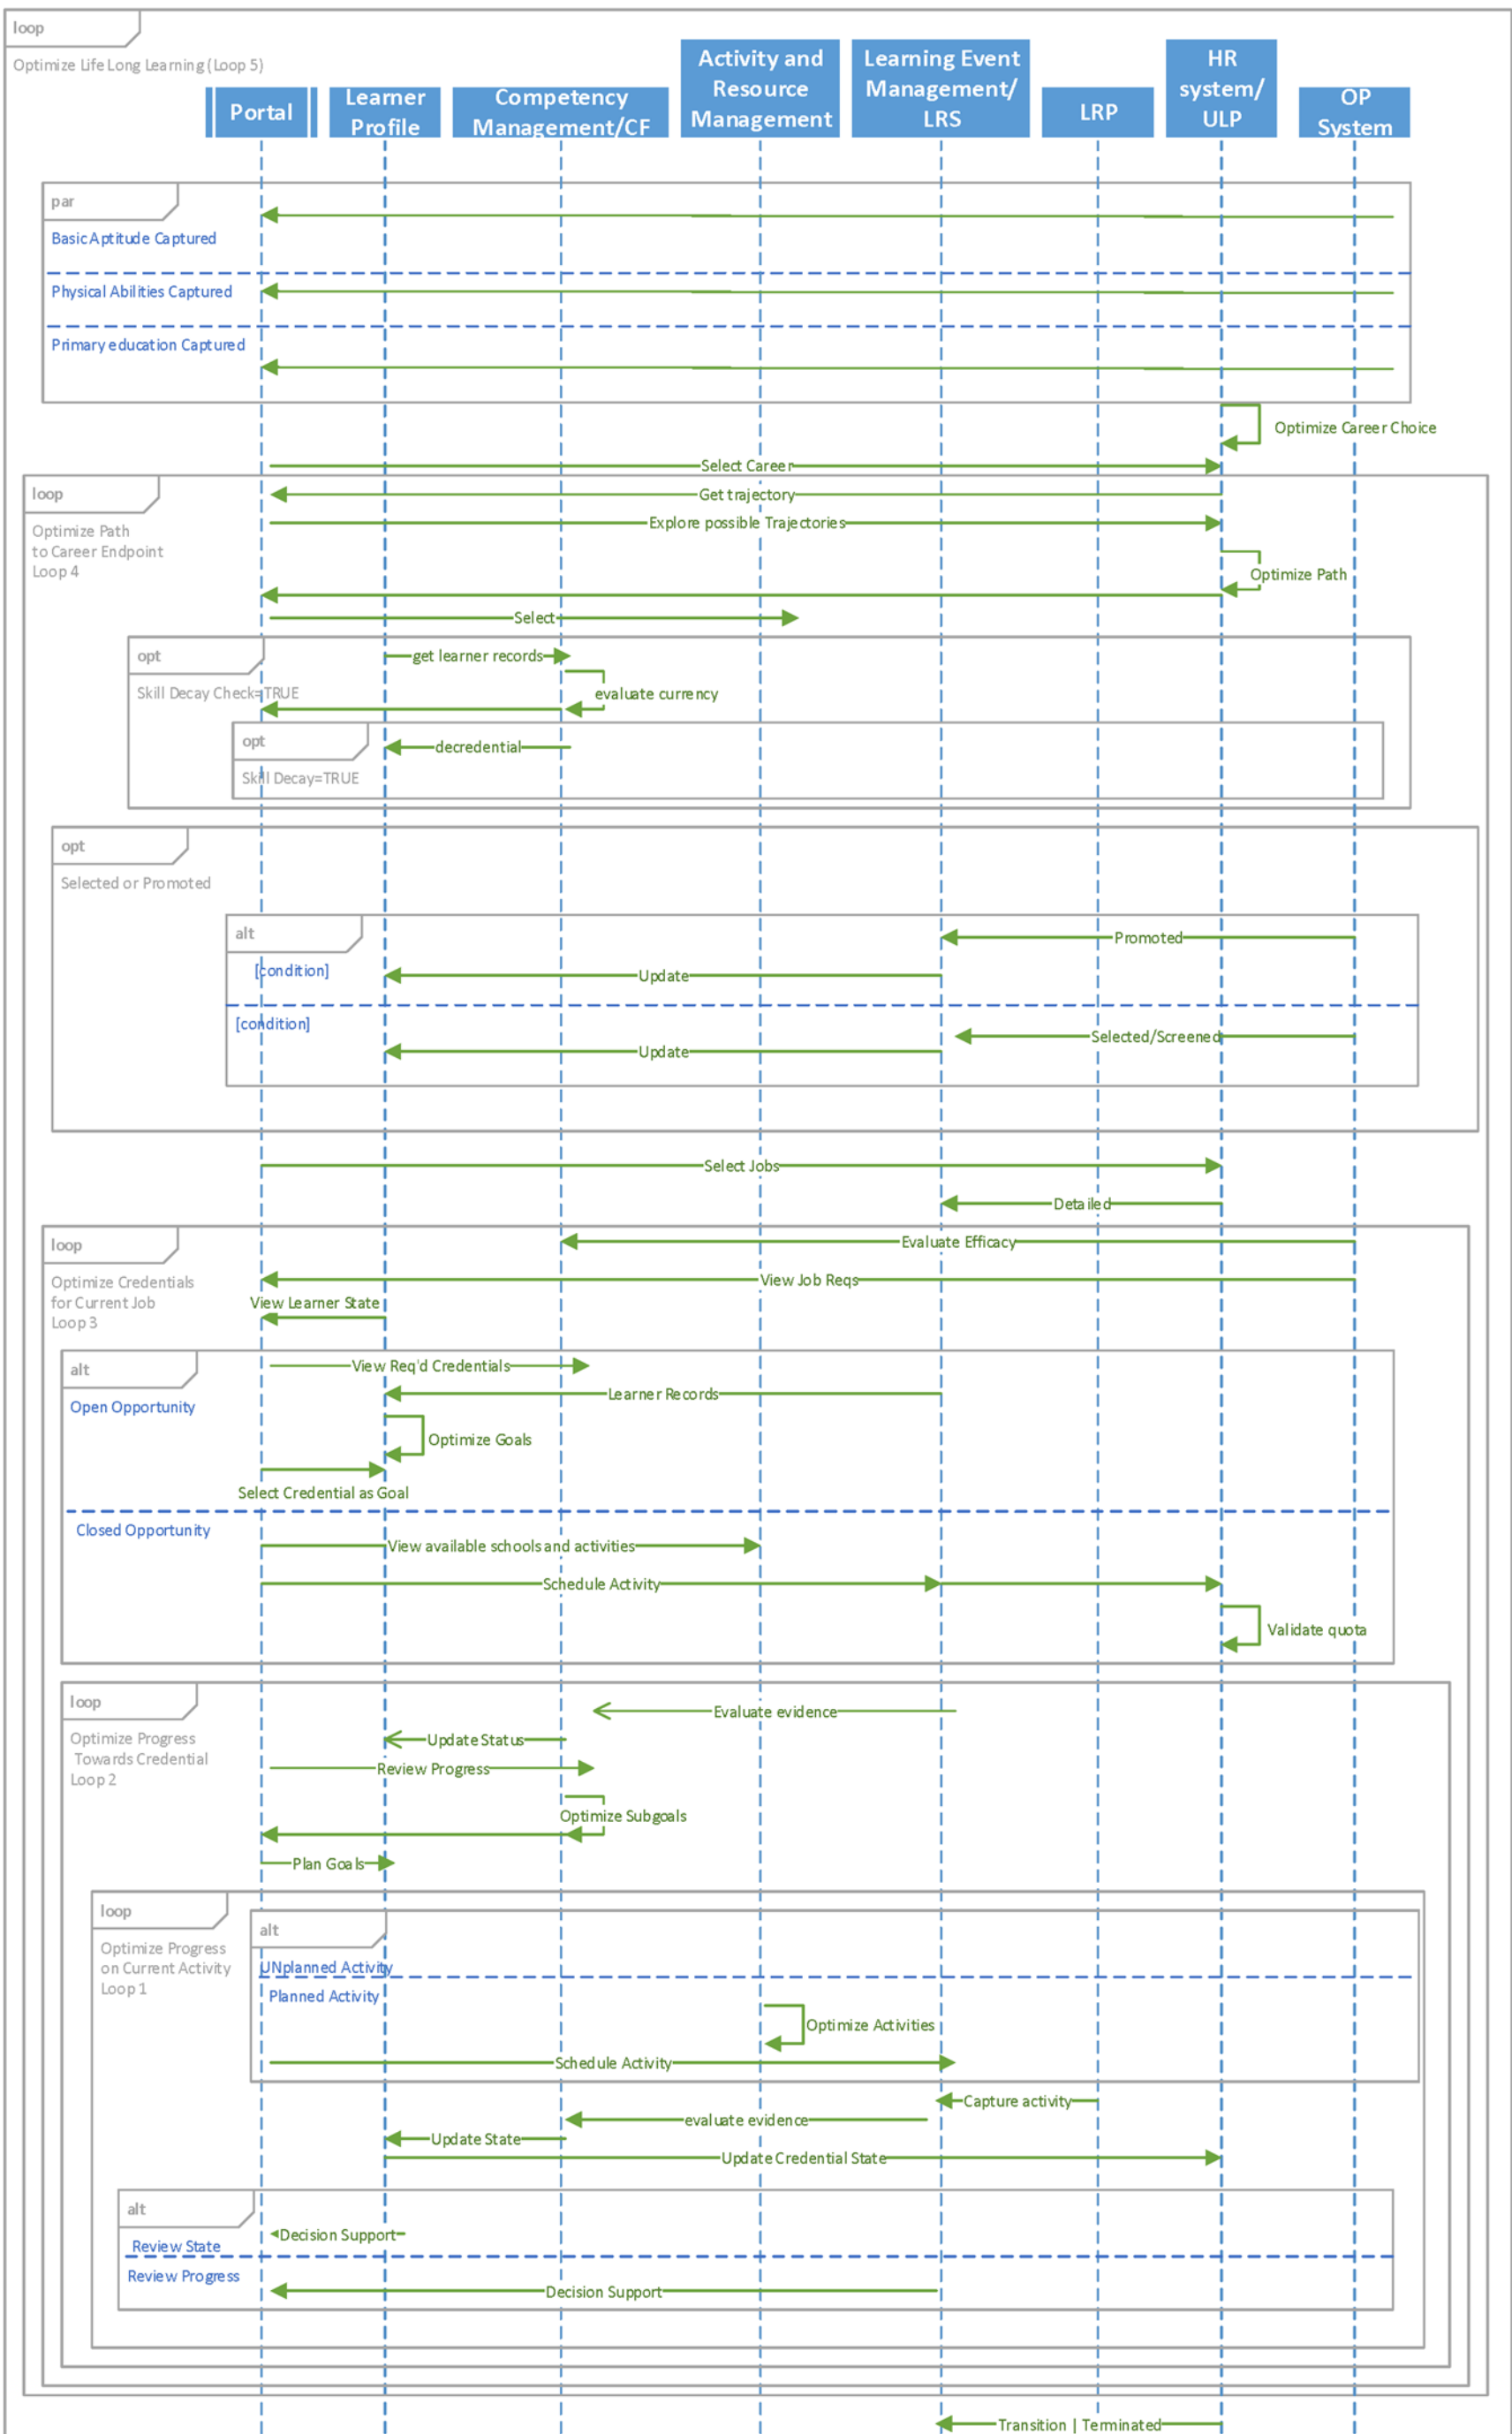 loop
Optimize Life Long Learning (Loop 5)
Portal
Learner
Profile
Competency
Management/CF
Activity and
Resource
Management
Learning Event
Management/
LRS
LRP
HR
system/
ULP
OP
System
par
Basic Aptitude Captured
Physical Abilities Captured
Primary education Captured
Optimize Career Choice
Select Career
loop
Optimize Path
to Career Endpoint
Loop 4
Get trajectory
Explore possible Trajectories
Optimize Path
Select
opt
Skill Decay Check=TRUE
get learner records
evaluate currency
opt
Skill Decay=TRUE
decredential
opt
Selected or Promoted
alt
[condition]
Promoted
Update
[condition]
Selected/Screened
Update
Select Jobs
Detailed
loop
Optimize Credentials
for Current Job
Loop 3
Evaluate Efficacy
View Job Reqs
View Learner State
alt
Open Opportunity
View Req'd Credentials
Learner Records
Optimize Goals
Select Credential as Goal
Closed Opportunity
View available schools and activities
Schedule Activity
Validate quota
loop
Optimize Progress
Towards Credential
Loop 2
Evaluate evidence
Update Status
Review Progress
Optimize Subgoals
Plan Goals
loop
Optimize Progress
on Current Activity
Loop 1
alt
UNplanned Activity
Planned Activity
Optimize Activities
Schedule Activity
Capture activity
evaluate evidence
Update State
Update Credential State
alt
Decision Support
Review State
Review Progress
Decision Support
Transition | Terminated